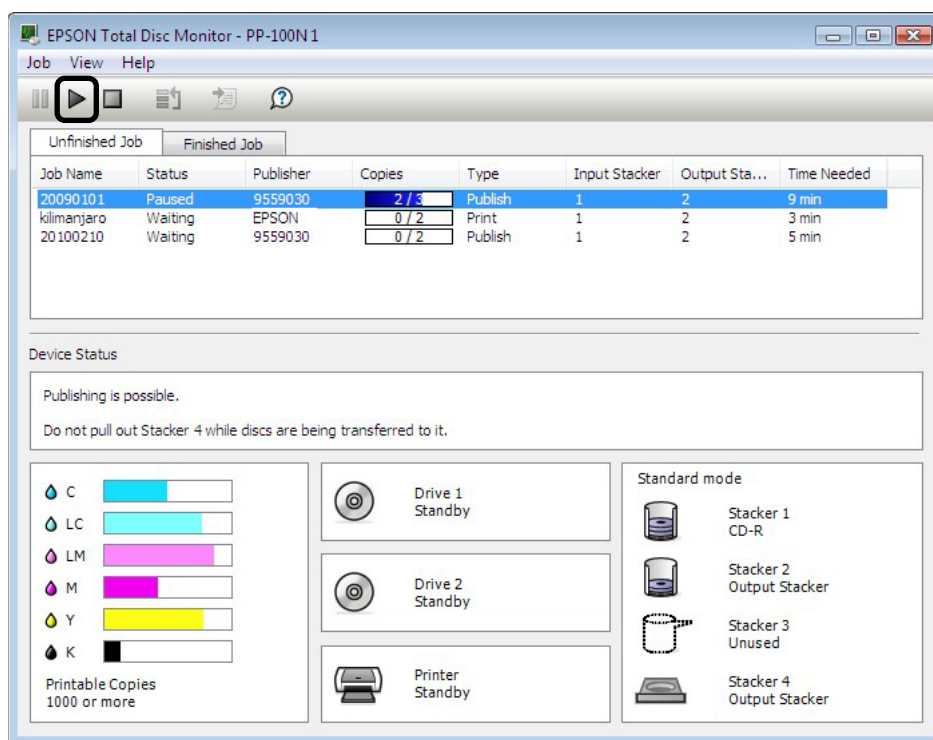 EPSON Total Disc Monitor - PP-100N 1
Job View Help
Unfinished Job Finished Job
Job Name Status Publisher Copies Type Input Stacker Output Sta... Time Needed
20090101 Paused 9559030 2 / 3 Publish 1 2 9 min
kilimanjaro Waiting EPSON 0 / 2 Print 1 2 3 min
20100210 Waiting 9559030 0 / 2 Publish 1 2 5 min
Device Status
Publishing is possible.
Do not pull out Stacker 4 while discs are being transferred to it.
C
LC
LM
M
Y
K
Printable Copies
1000 or more
Drive 1
Standby
Drive 2
Standby
Printer
Standby
Standard mode
Stacker 1
CD-R
Stacker 2
Output Stacker
Stacker 3
Unused
Stacker 4
Output Stacker